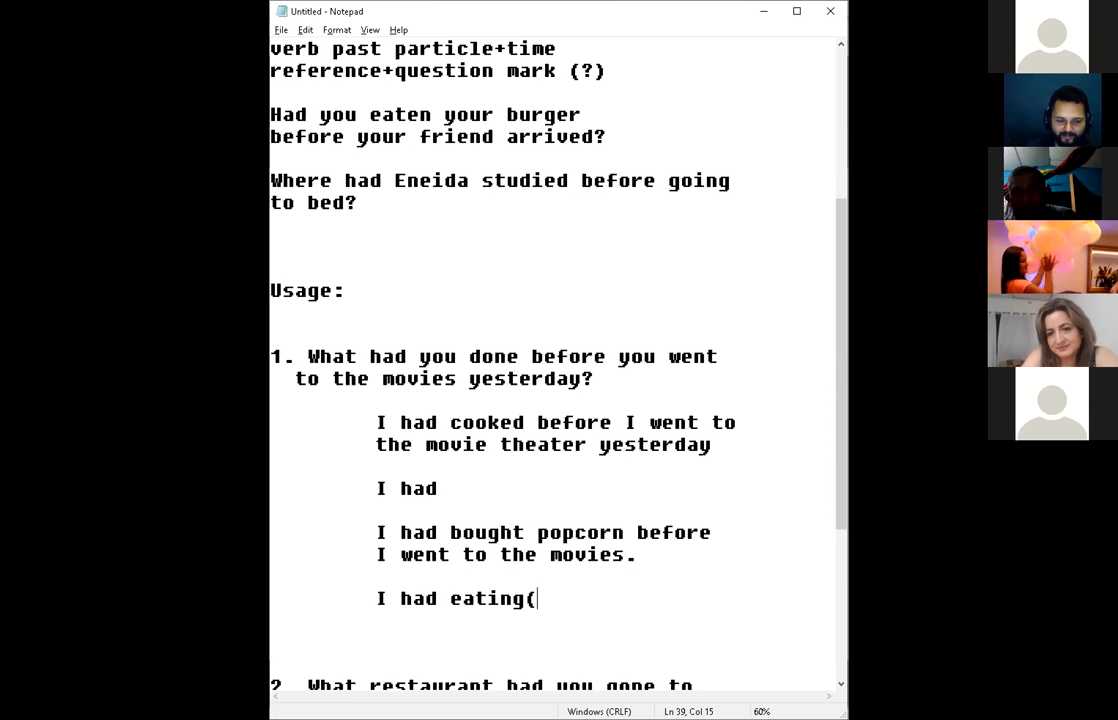 Untitled - Notepad
File Edit Format View Help
verb past particle+time
reference+question mark (?)
Had you eaten your burger
before your friend arrived?
Where had Eneida studied before going
to bed?
Usage:
1. What had you done before you went
to the movies yesterday?
I had cooked before I went to
the movie theater yesterday
I had
I had bought popcorn before
I went to the movies.
I had eating(
2. What restaurant had you gone to
Windows (CRLF) Ln 39, Col 15 60%